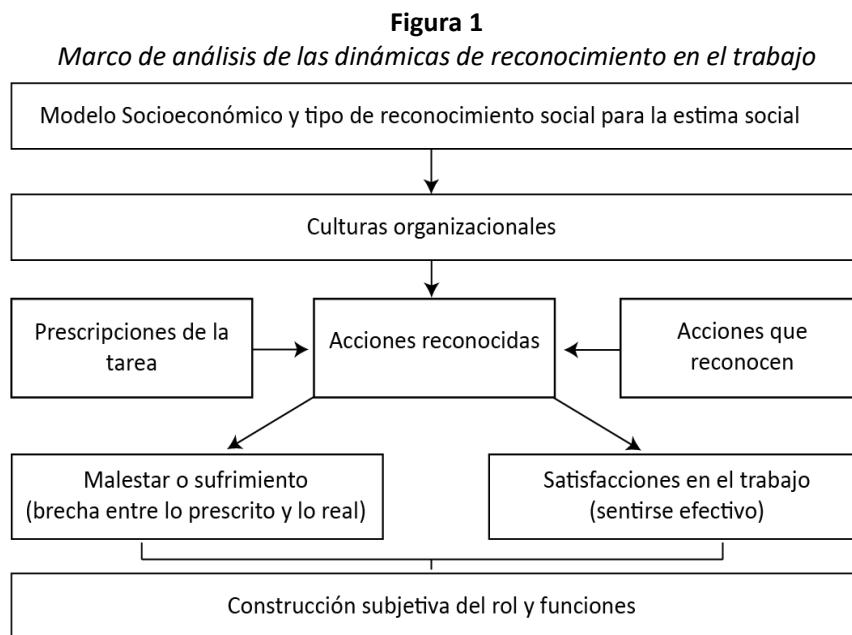 Figura 1
Marco de análisis de las dinámicas de reconocimiento en el trabajo
Modelo Socioeconómico y tipo de reconocimiento social para la estima social
Culturas organizacionales
Prescripciones de la
tarea
Acciones reconocidas
Acciones que
reconocen
Malestar o sufrimiento
(brecha entre lo prescrito y lo real)
Satisfacciones en el trabajo
(sentirse efectivo)
Construcción subjetiva del rol y funciones